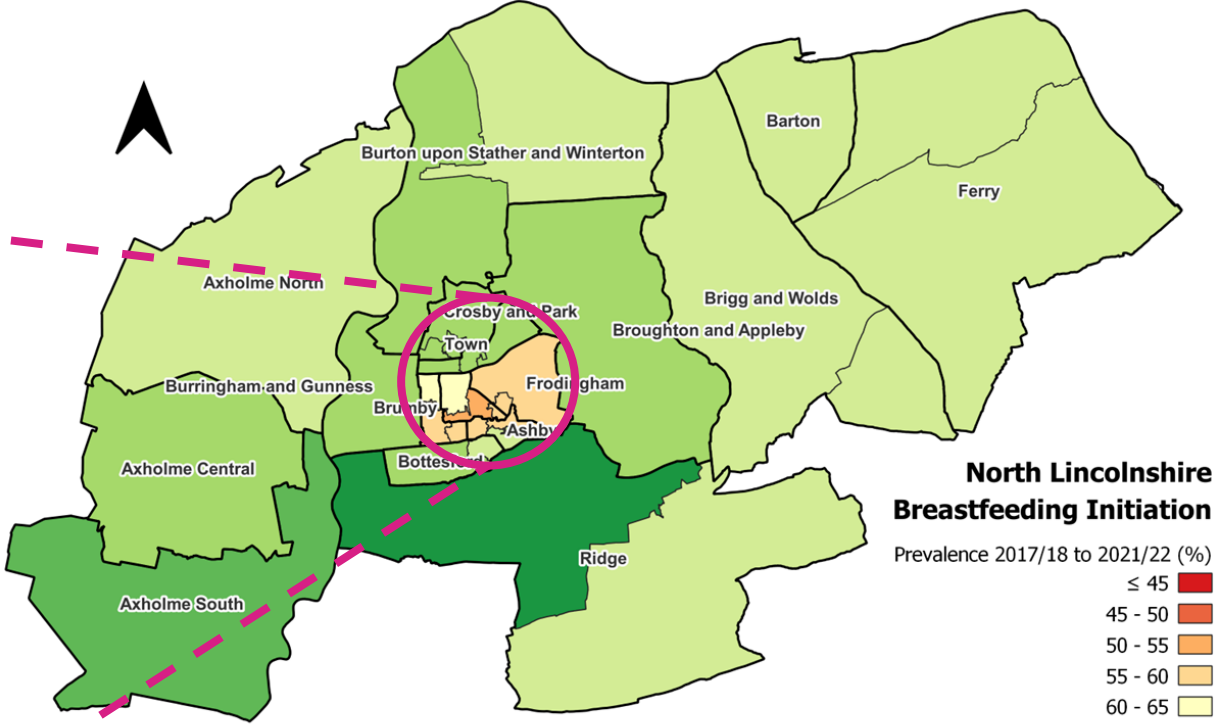 Barton
Burton upon Stather and Winterton
Ferry
Axholme North
Brigg and Wolds
Crosby and Park
Broughton and Appleby
Town
Burringham and Gunness
Frodingham
Brumby
Ashby
Bottesford
Axholme Central
Ridge
Axholme South
North Lincolnshire
Breastfeeding Initiation
Prevalence 2017/18 to 2021/22 (%)
≤ 45
45 - 50
50 - 55
55 - 60
60 - 65